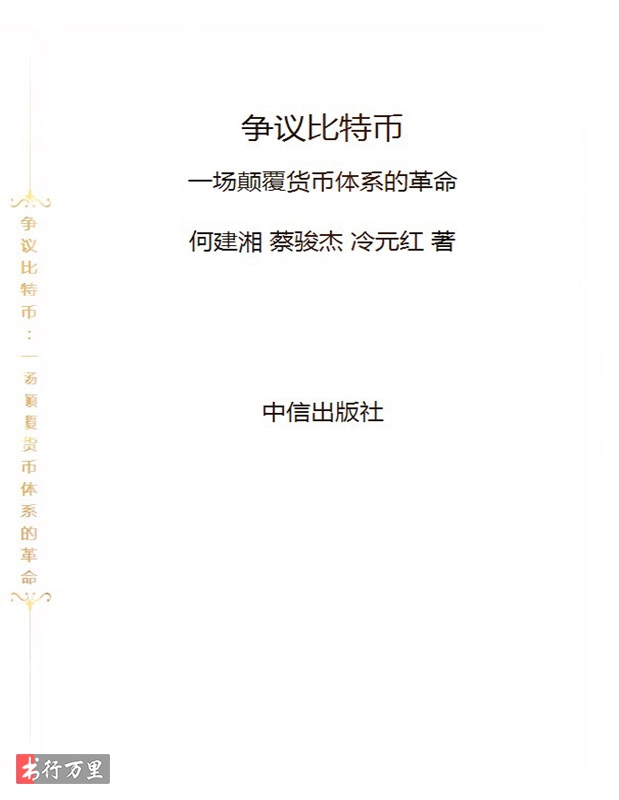 争议比特币
一场颠覆货币体系的革命
何建湘 蔡骏杰 冷元红 著
中信出版社
争议比特币：一场颠覆货币体系的革命
书行万里